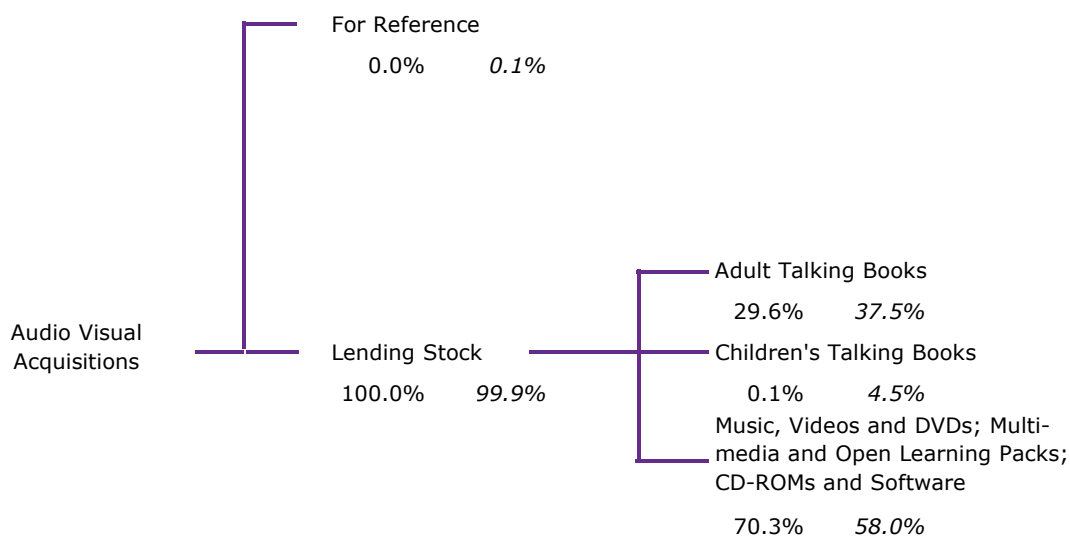 For Reference
0.0% 0.1%
Audio Visual
Acquisitions
Lending Stock
100.0% 99.9%
Adult Talking Books
29.6% 37.5%
Children's Talking Books
0.1% 4.5%
Music, Videos and DVDs; Multi-
media and Open Learning Packs;
CD-ROMs and Software
70.3% 58.0%